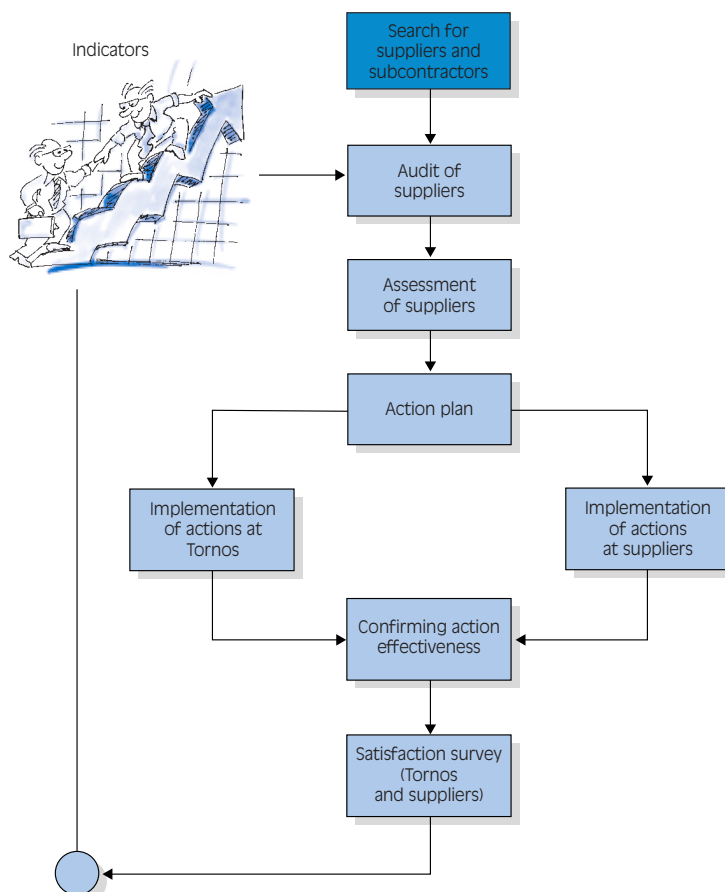 Indicators
Search for
suppliers and
subcontractors
Audit of
suppliers
Assessment
of suppliers
Action plan
Implementation
of actions at
Tornos
Implementation
of actions
at suppliers
Confirming action
effectiveness
Satisfaction survey
(Tornos
and suppliers)